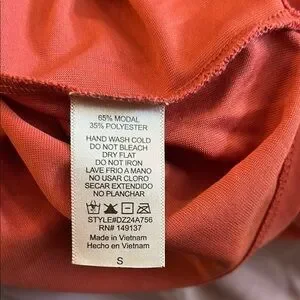 65% MODAL
35% POLYESTER
HAND WASH COLD
DO NOT BLEACH
DRY FLAT
DO NOT IRON
LAVE FRIO A MANO
NO USAR CLORO
SECAR EXTENDIDO
NO PLANCHAR
STYLE#DZ24A756
RN# 149137
Made in Vietnam
Hecho en Vietnam
S